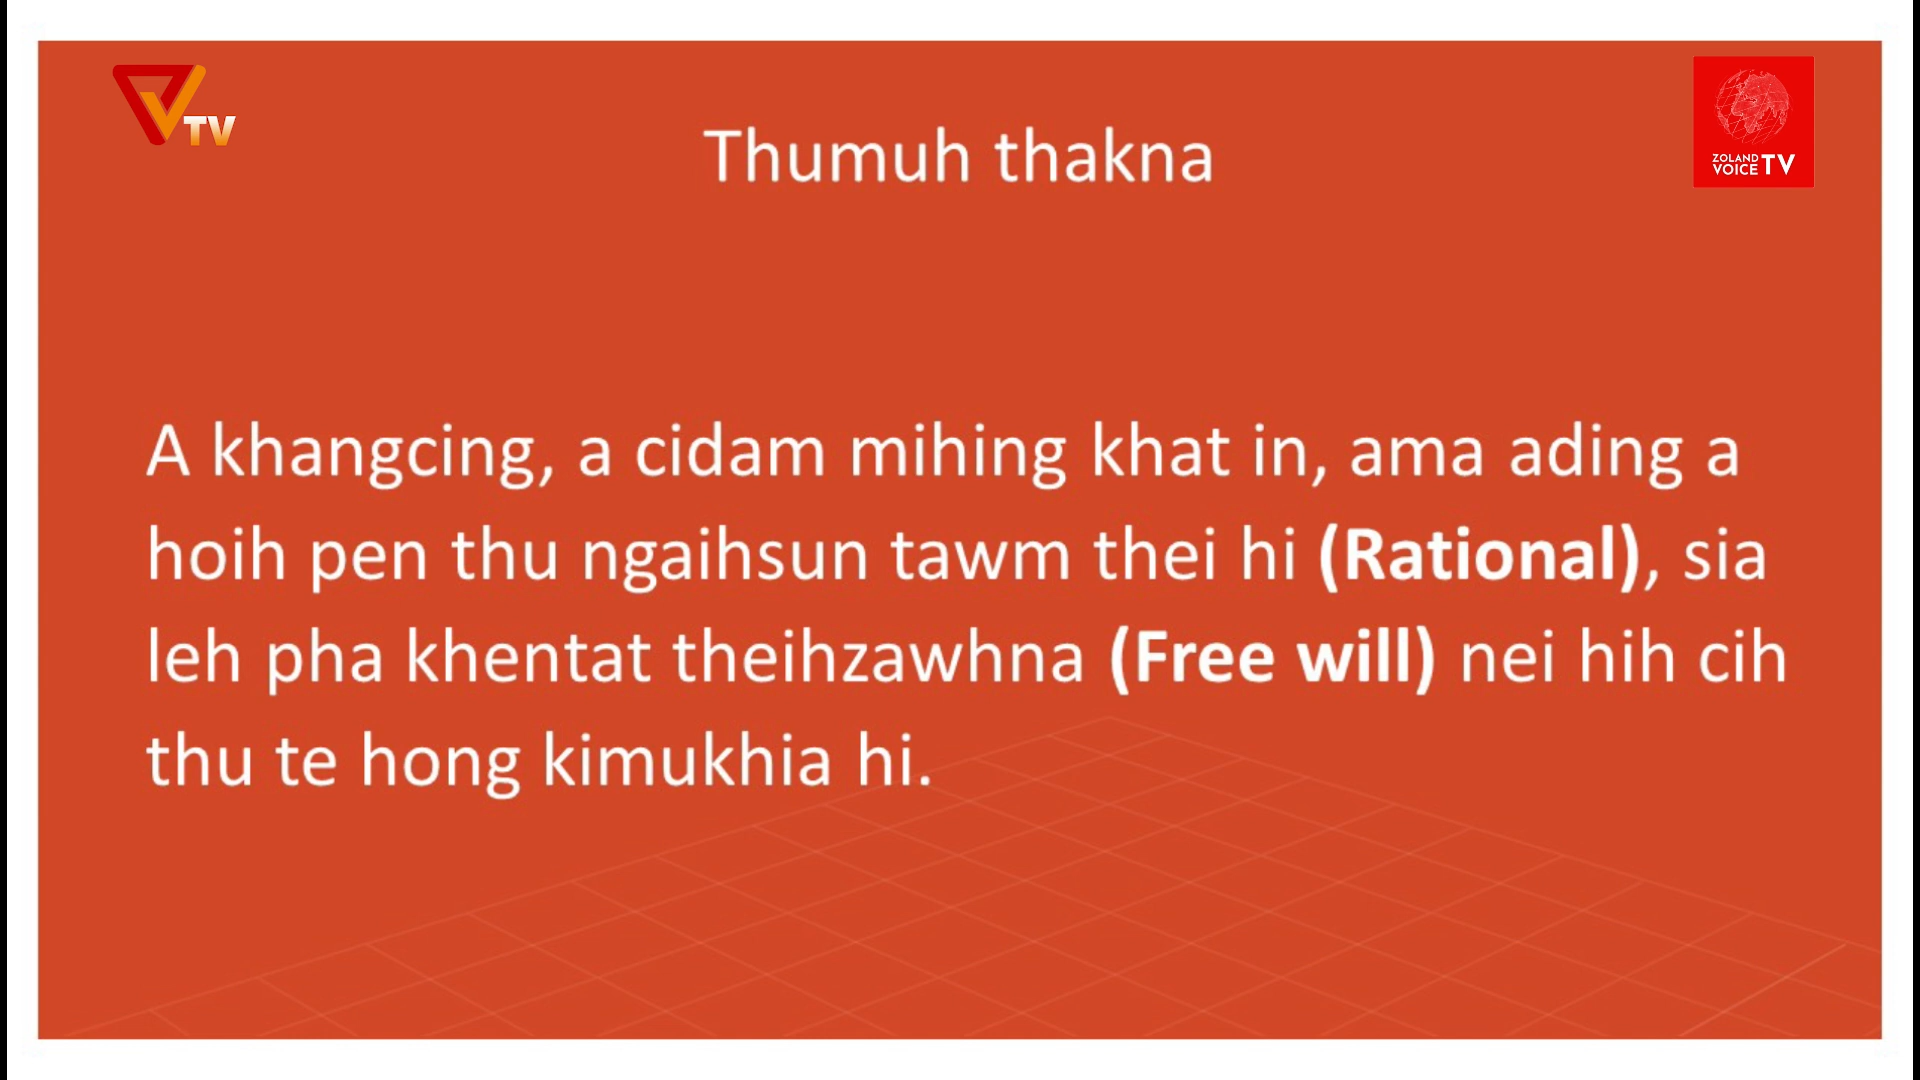 TV
ZOLAND
VOICE TV
Thumuh thakna
A khangcing, a cidam mihing khat in, ama ading a
hoih pen thu ngaihsun tawm thei hi (Rational), sia
leh pha khentat theihzawhna (Free will) nei hih cih
thu te hong kimukhia hi.